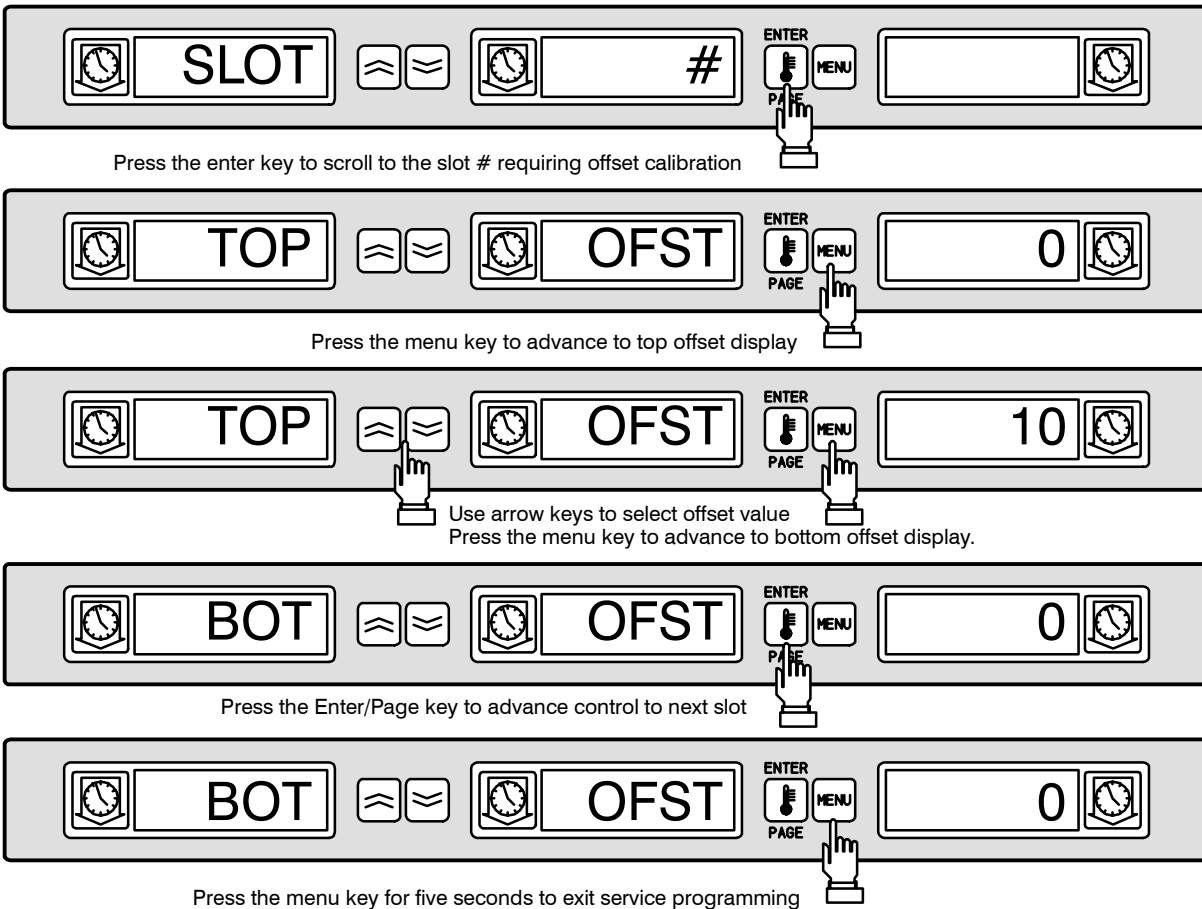 ENTER
SLOT # MENU
PAGE
Press the enter key to scroll to the slot # requiring offset calibration
ENTER
TOP OFST MENU 0
PAGE
Press the menu key to advance to top offset display
ENTER
TOP OFST MENU 10
PAGE
Use arrow keys to select offset value
Press the menu key to advance to bottom offset display.
ENTER
BOT OFST MENU 0
PAGE
Press the Enter/Page key to advance control to next slot
ENTER
BOT OFST MENU 0
PAGE
Press the menu key for five seconds to exit service programming